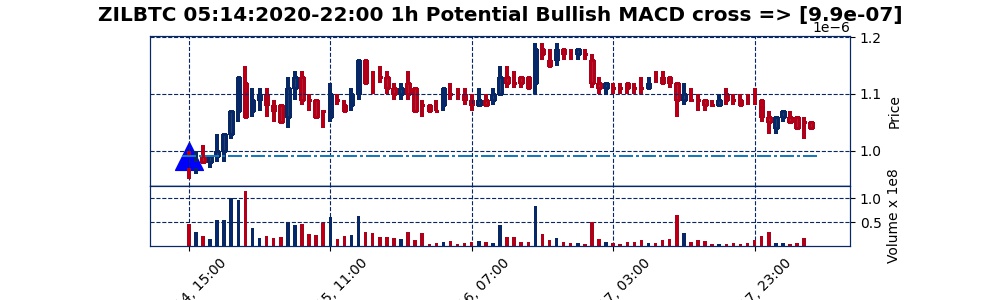 ZILBTC 05:14:2020-22:00 1h Potential Bullish MACD cross => [9.9e-07]
1e−6
1.2
1.1
1.0
Price
1.0
0.5
Volume x 1e8
4, 15:00
5, 11:00
6, 07:00
7, 03:00
7, 23:00